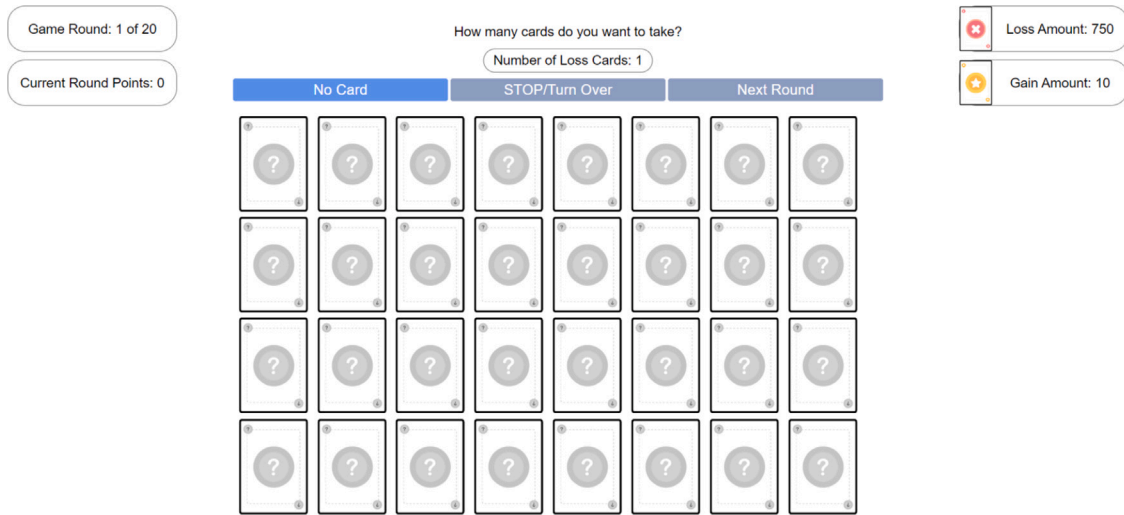 Game Round: 1 of 20
Current Round Points: 0
How many cards do you want to take?
Number of Loss Cards: 1
No Card
STOP/Turn Over
Next Round
Loss Amount: 750
Gain Amount: 10
? ? ? ? ? ? ? ?
? ? ? ? ? ? ? ?
? ? ? ? ? ? ? ?
? ? ? ? ? ? ? ?